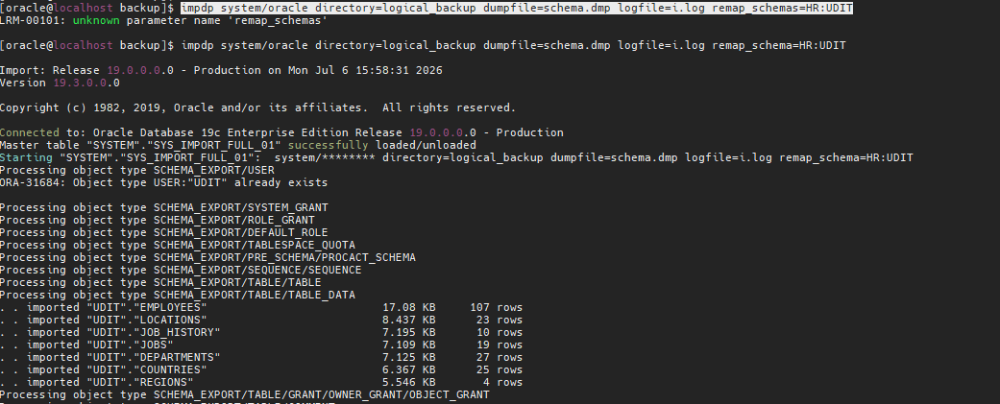 [oracle@localhost backup]$ impdp system/oracle directory=logical_backup dumpfile=schema.dmp logfile=i.log remap_schemas=HR:UDIT
LRM-00101: unknown parameter name 'remap_schemas'
[oracle@localhost backup]$ impdp system/oracle directory=logical_backup dumpfile=schema.dmp logfile=i.log remap_schema=HR:UDIT
Import: Release 19.0.0.0.0 - Production on Mon Jul 6 15:58:31 2026
Version 19.3.0.0.0
Copyright (c) 1982, 2019, Oracle and/or its affiliates.  All rights reserved.
Connected to: Oracle Database 19c Enterprise Edition Release 19.0.0.0.0 - Production
Master table "SYSTEM"."SYS_IMPORT_FULL_01" successfully loaded/unloaded
Starting "SYSTEM"."SYS_IMPORT_FULL_01":  system/******** directory=logical_backup dumpfile=schema.dmp logfile=i.log remap_schema=HR:UDIT
Processing object type SCHEMA_EXPORT/USER
ORA-31684: Object type USER:"UDIT" already exists
Processing object type SCHEMA_EXPORT/SYSTEM_GRANT
Processing object type SCHEMA_EXPORT/ROLE_GRANT
Processing object type SCHEMA_EXPORT/DEFAULT_ROLE
Processing object type SCHEMA_EXPORT/TABLESPACE_QUOTA
Processing object type SCHEMA_EXPORT/PRE_SCHEMA/PROCACT_SCHEMA
Processing object type SCHEMA_EXPORT/SEQUENCE/SEQUENCE
Processing object type SCHEMA_EXPORT/TABLE/TABLE
Processing object type SCHEMA_EXPORT/TABLE/TABLE_DATA
. . imported "UDIT"."EMPLOYEES" 17.08 KB 107 rows
. . imported "UDIT"."LOCATIONS" 8.437 KB 23 rows
. . imported "UDIT"."JOB_HISTORY" 7.195 KB 10 rows
. . imported "UDIT"."JOBS" 7.109 KB 19 rows
. . imported "UDIT"."DEPARTMENTS" 7.125 KB 27 rows
. . imported "UDIT"."COUNTRIES" 6.367 KB 25 rows
. . imported "UDIT"."REGIONS" 5.546 KB 4 rows
Processing object type SCHEMA_EXPORT/TABLE/GRANT/OWNER_GRANT/OBJECT_GRANT